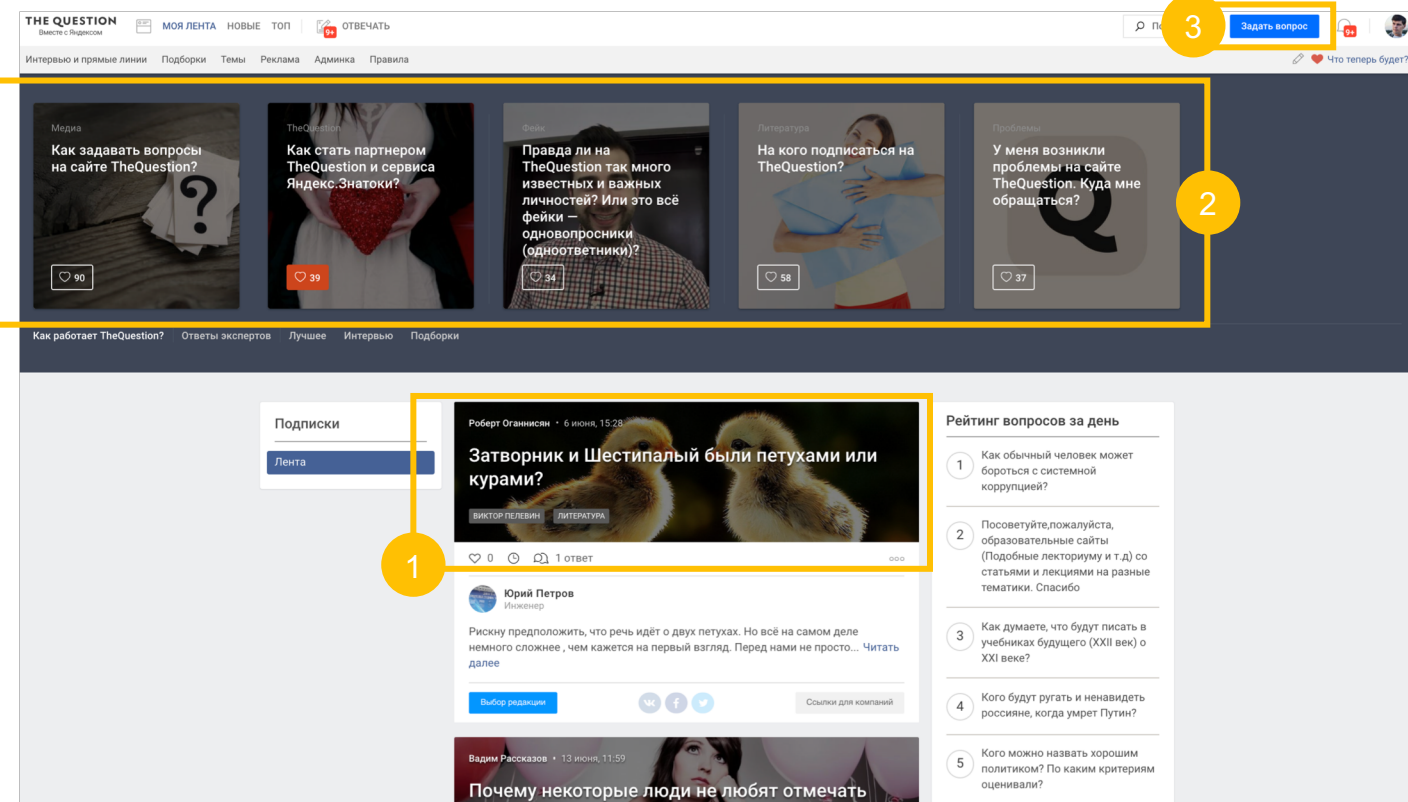 THE QUESTION
Вместе с Яндексом
МОЯ ЛЕНТА НОВЫЕ ТОП
9+
ОТВЕЧАТЬ
3
Задать вопрос
9+
Интервью и прямые линии Подборки Темы Реклама Админка Правила
Что теперь будет?
Медиа
Как задавать вопросы
на сайте TheQuestion?
?
90
TheQuestion
Как стать партнером
TheQuestion и сервиса
Яндекс.Знатоки?
39
Фейк
Правда ли на
TheQuestion так много
известных и важных
личностей? Или это всё
фейки —
одновопросники
(одноответники)?
34
Литература
На кого подписаться на
TheQuestion?
58
Проблемы
У меня возникли
проблемы на сайте
TheQuestion. Куда мне
обращаться?
Q
37
2
Как работает TheQuestion? Ответы экспертов Лучшее Интервью Подборки
Подписки
Лента
1
Роберт Оганнисян • 6 июня, 15:28
Затворник и Шестипалый были петухами или
курами?
ВИКТОР ПЕЛЕВИН ЛИТЕРАТУРА
0 1 ответ
Юрий Петров
Инженер
Рискну предположить, что речь идёт о двух петухах. Но всё на самом деле
немного сложнее , чем кажется на первый взгляд. Перед нами не просто... Читать
далее
Выбор редакции
Ссылки для компаний
Вадим Рассказов • 13 июня, 11:59
Почему некоторые люди не любят отмечать
Рейтинг вопросов за день
1
Как обычный человек может
бороться с системной
коррупцией?
2
Посоветуйте,пожалуйста,
образовательные сайты
(Подобные лекториуму и т.д) со
статьями и лекциями на разные
тематики. Спасибо
3
Как думаете, что будут писать в
учебниках будущего (XXII век) о
XXI веке?
4
Кого будут ругать и ненавидеть
россияне, когда умрет Путин?
5
Кого можно назвать хорошим
политиком? По каким критериям
оценивали?